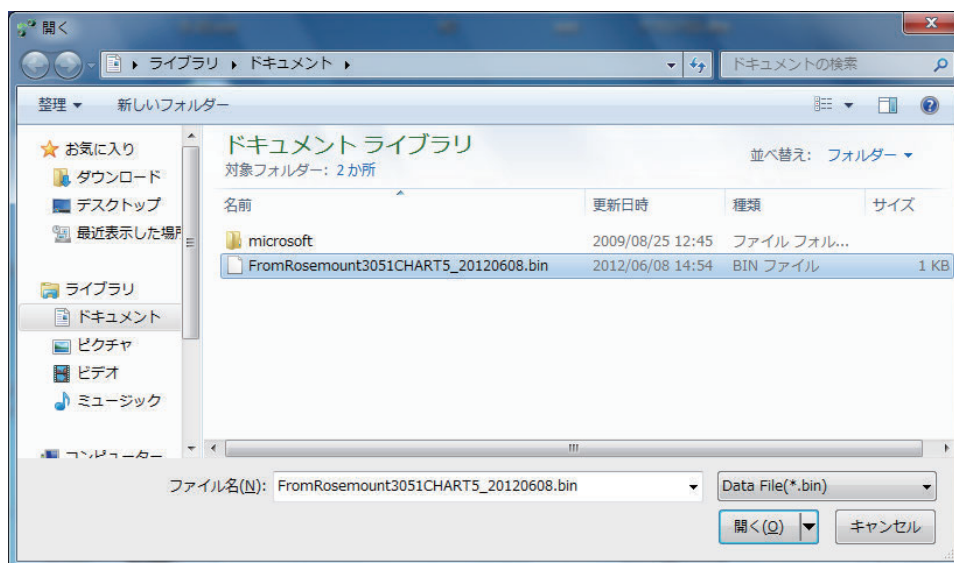 開く
ライブラリ ▸ ドキュメント ▸
ドキュメントの検索
整理 ▼ 新しいフォルダー
お気に入り
ダウンロード
デスクトップ
最近表示した場所
ライブラリ
ドキュメント
ピクチャ
ビデオ
ミュージック
コンピューター
ドキュメント ライブラリ
対象フォルダー: 2 か所
並べ替え: フォルダー ▼
名前 更新日時 種類 サイズ
microsoft 2009/08/25 12:45 ファイル フォル...
FromRosemount3051CHART5_20120608.bin 2012/06/08 14:54 BIN ファイル 1 KB
ファイル名(N): FromRosemount3051CHART5_20120608.bin Data File(*.bin)
開く(O) キャンセル